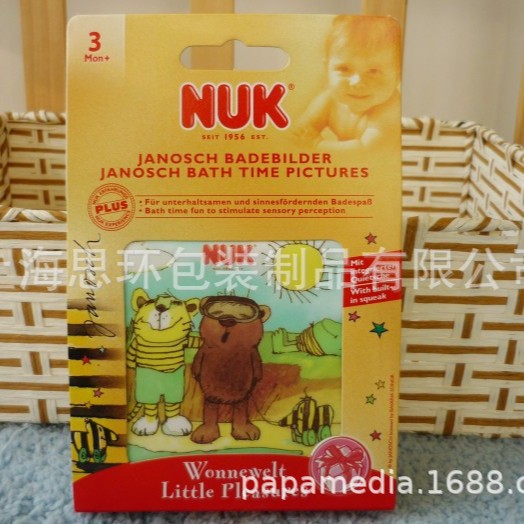 3
Mon+
NUK
SEIT 1956 EST.
JANOSCH BADEBILDER
JANOSCH BATH TIME PICTURES
PLUS
• Für unterhaltsamen und sinnesfördernden Badespaß
• Bath time fun to stimulate sensory perception
janosch
NUK
海思环包装制品有限公司
Mit
With built-
in squeak
Wonnewelt
Little Pleasures
papamedia.1688.c